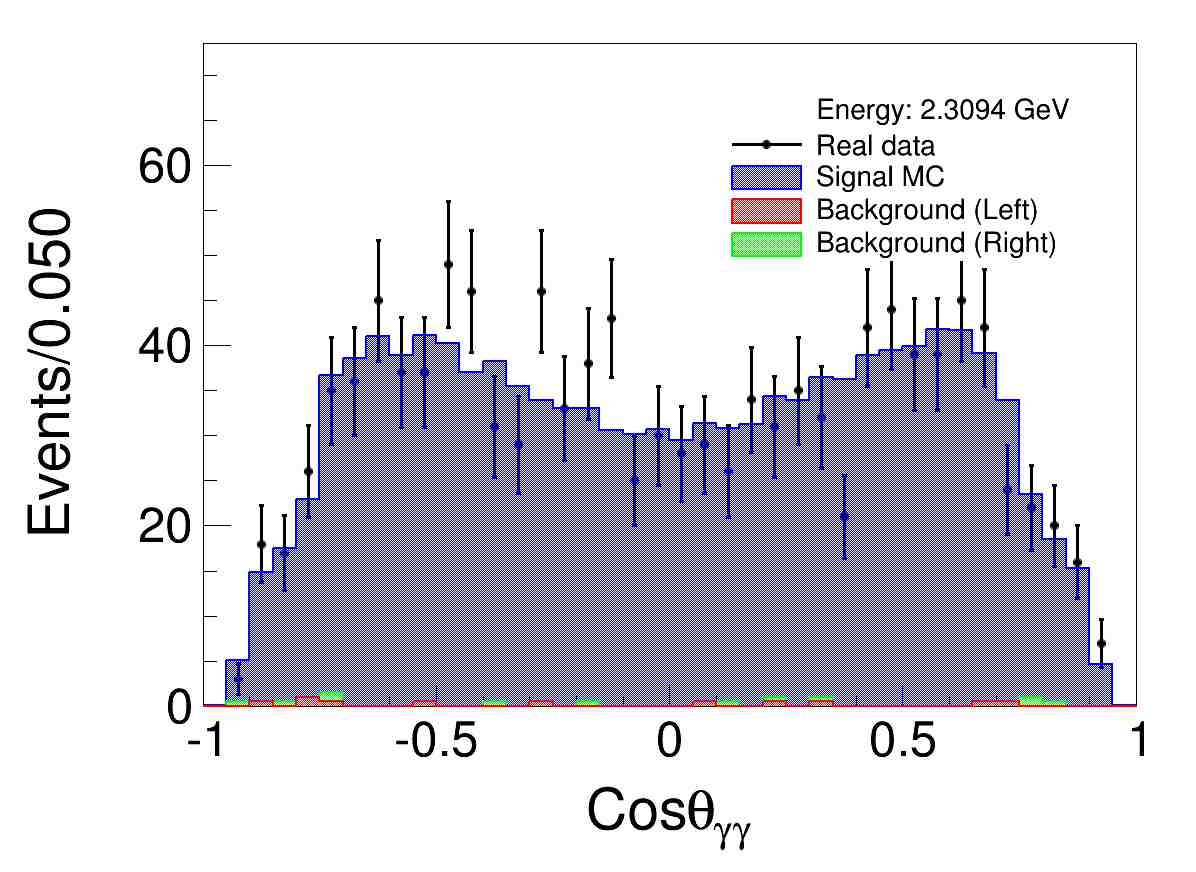 Energy: 2.3094 GeV
Real data
Signal MC
Background (Left)
Background (Right)
Events/0.050
60
40
20
0
-1 -0.5 0 0.5 1
Cosθγγ